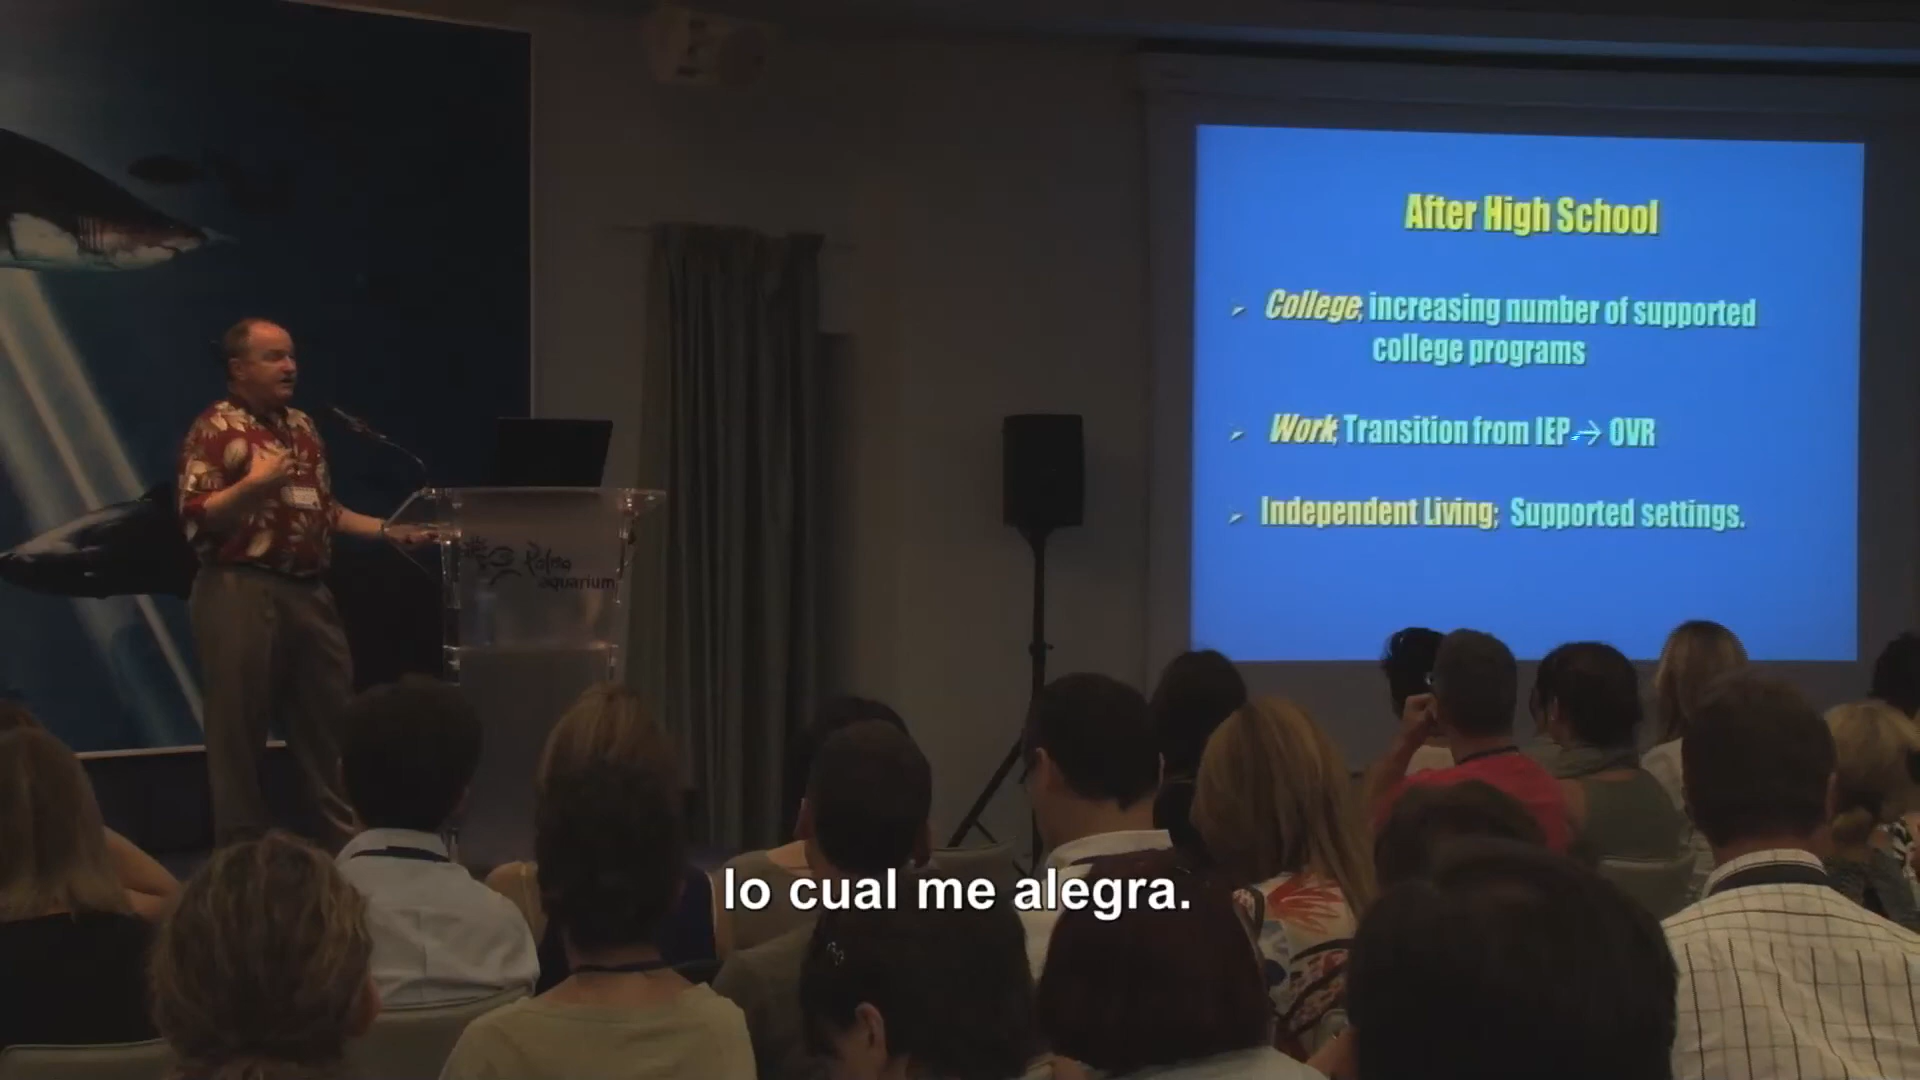 After High School
College; increasing number of supported
college programs
Work; Transition from IEP → OVR
Independent Living; Supported settings.
Palma
aquarium
lo cual me alegra.